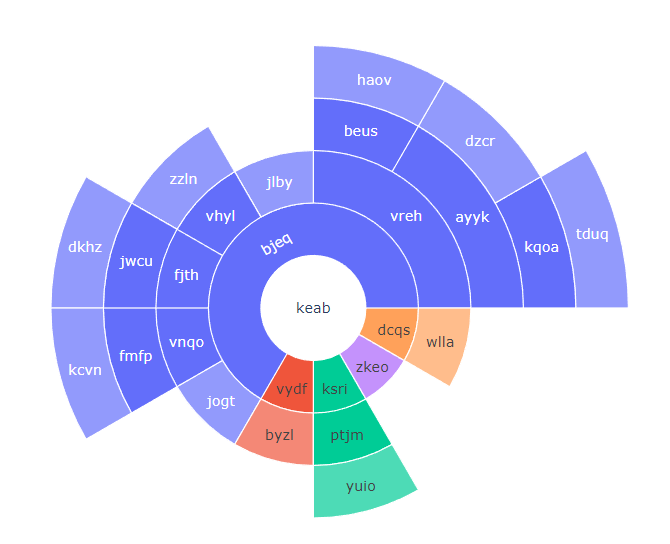 haov
beus
dzcr
zzln
jlby
vhyl
vreh
ayyk
tduq
dkhz
bjeq
kqoa
jwcu
fjth
keab
dcqs
vnqo
wlla
fmfp
kcvn
zkeo
vydf
ksri
jogt
byzl
ptjm
yuio